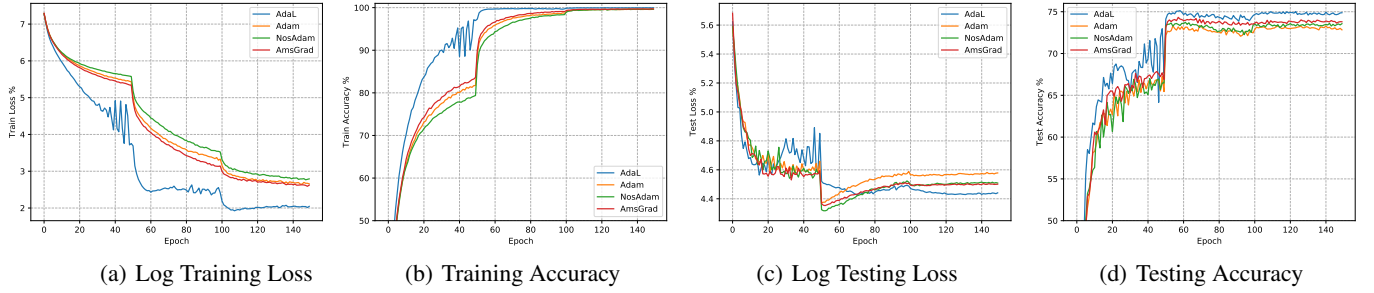 7
6
5
4
3
2
Train Loss %
0 20 40 60 80 100 120 140
Epoch
AdaL
Adam
NosAdam
AmsGrad
(a) Log Training Loss
100
90
80
70
60
50
Train Accuracy %
0 20 40 60 80 100 120 140
Epoch
AdaL
Adam
NosAdam
AmsGrad
(b) Training Accuracy
5.6
5.4
5.2
5.0
4.8
4.6
4.4
Test Loss %
0 20 40 60 80 100 120 140
Epoch
AdaL
Adam
NosAdam
AmsGrad
(c) Log Testing Loss
75
70
65
60
55
50
Test Accuracy %
0 20 40 60 80 100 120 140
Epoch
AdaL
Adam
NosAdam
AmsGrad
(d) Testing Accuracy